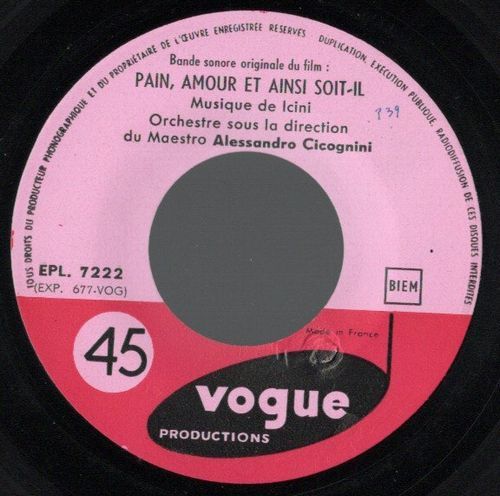 TOUS DROITS DU PRODUCTEUR PHONOGRAPHIQUE ET DU PROPRIÉTAIRE DE L'ŒUVRE ENREGISTRÉE RÉSERVÉS DUPLICATION, EXÉCUTION PUBLIQUE, RADIODIFFUSION DE CES DISQUES INTERDITES
Bande sonore originale du film :
PAIN, AMOUR ET AINSI SOIT-IL
Musique de Icini
P39
Orchestre sous la direction
du Maestro Alessandro Cicognini
EPL. 7222
(EXP. 677-VOG)
BIEM
Made in France
45
vogue
PRODUCTIONS